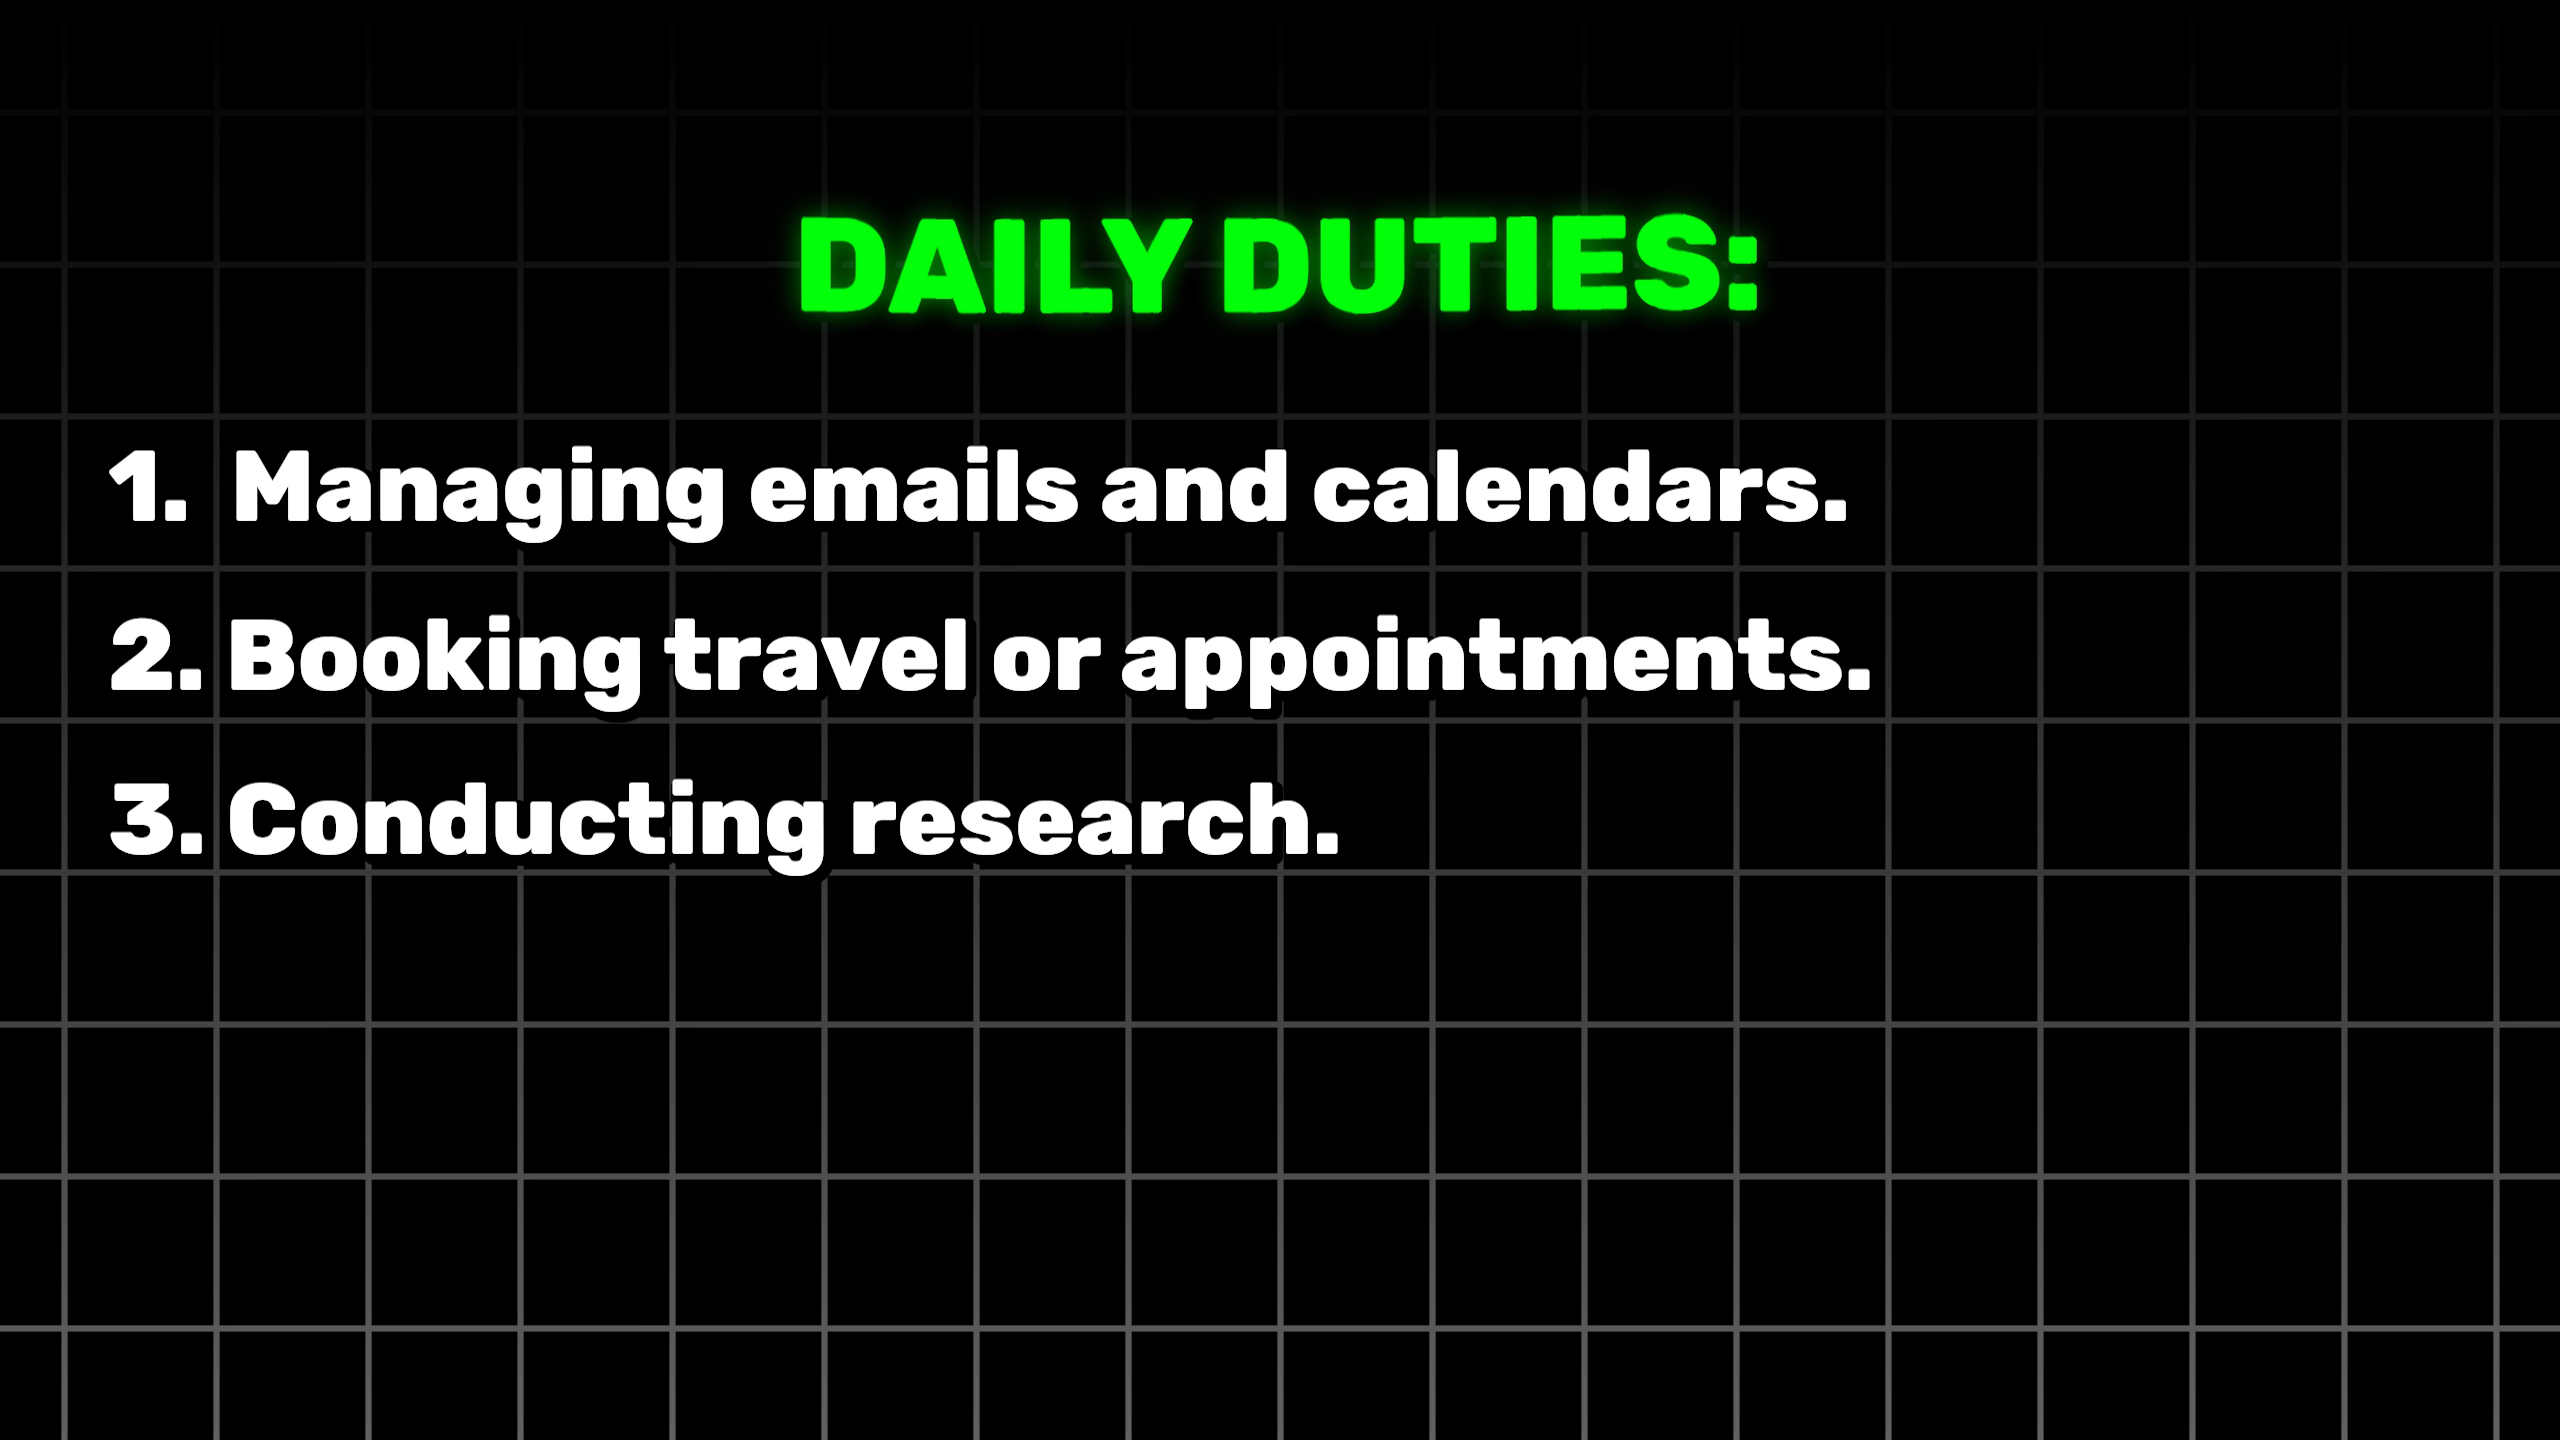 DAILY DUTIES:
1. Managing emails and calendars.
2. Booking travel or appointments.
3. Conducting research.